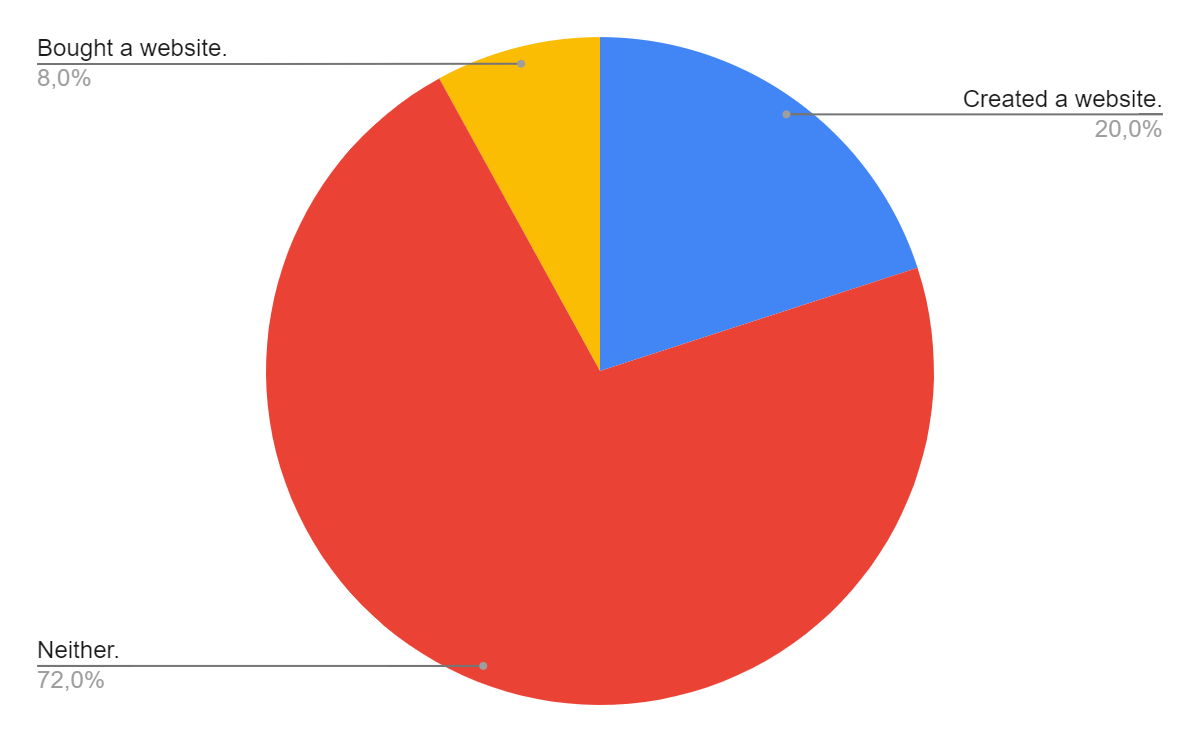 Bought a website.
8,0%
Created a website.
20,0%
Neither.
72,0%